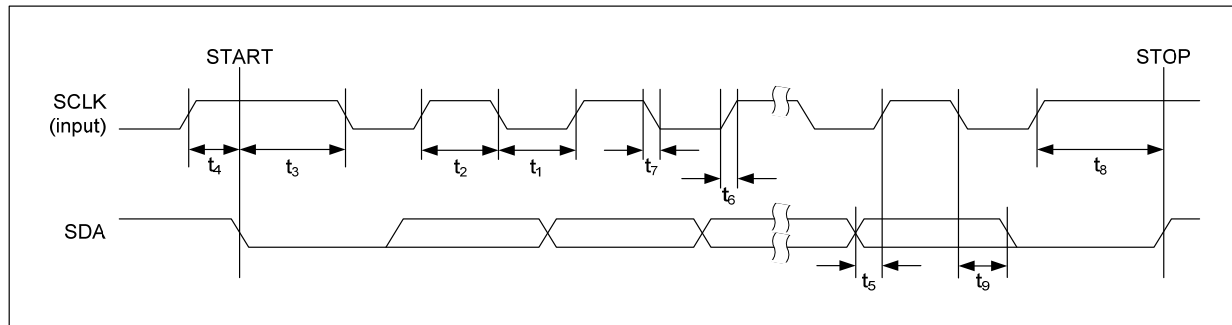 START
STOP
SCLK
(input)
t4 t3 t2 t1 t7 t6 t8
SDA
t5 t9